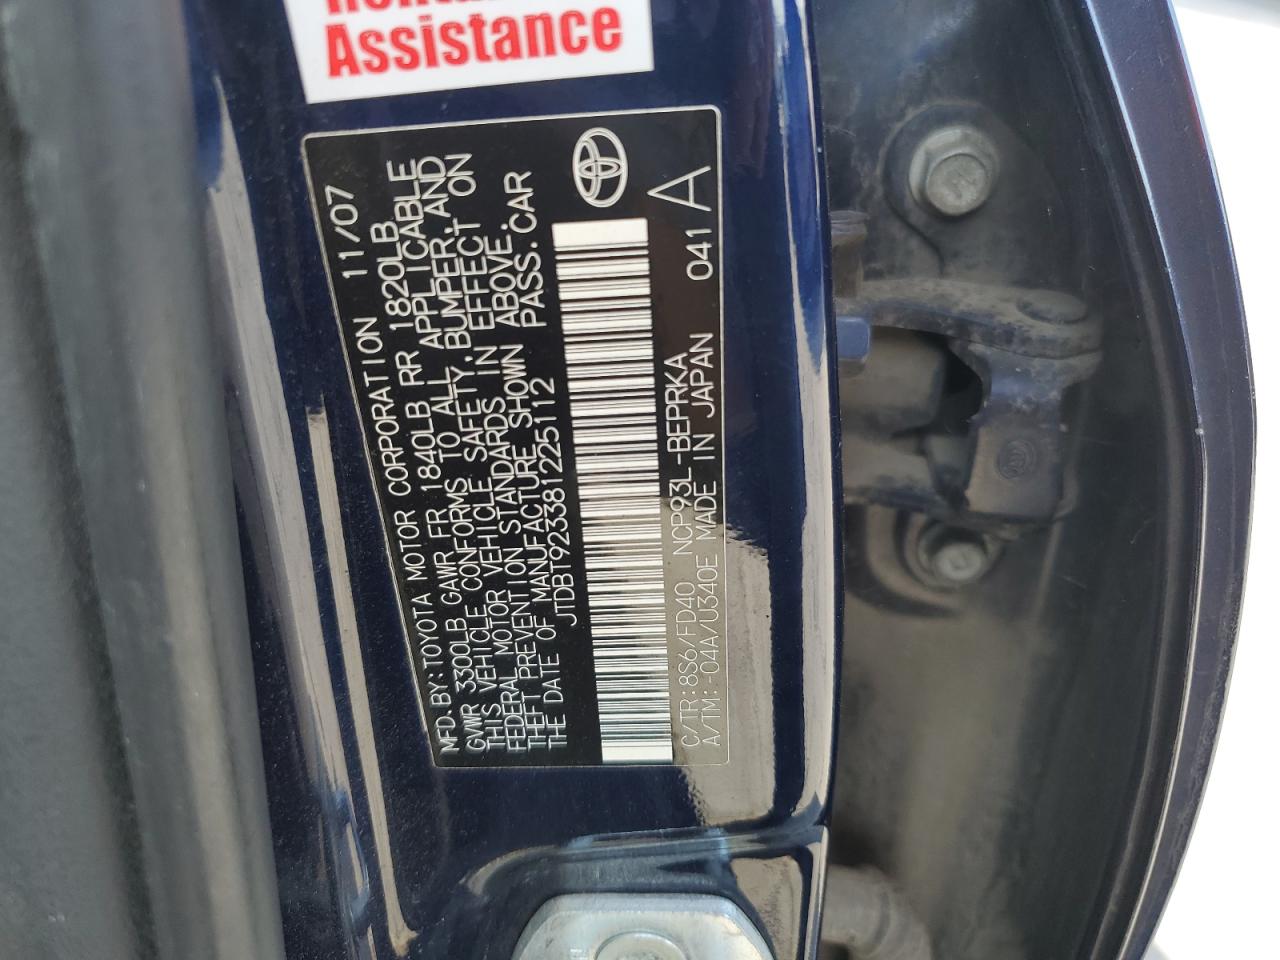 Assistance
MFD.BY:TOYOTA MOTOR CORPORATION 11/07
GVWR 3300LB GAWR FR 1840LB RR 1820LB
THIS VEHICLE CONFORMS TO ALL APPLICABLE
FEDERAL MOTOR VEHICLE SAFETY,BUMPER,AND
THEFT PREVENTION STANDARDS IN EFFECT ON
THE DATE OF MANUFACTURE SHOWN ABOVE.
JTDBT923381225112 PASS.CAR
C/TR:8S6/FD40 NCP93L-BEPRKA 041 A
A/TM:-04A/U340E MADE IN JAPAN